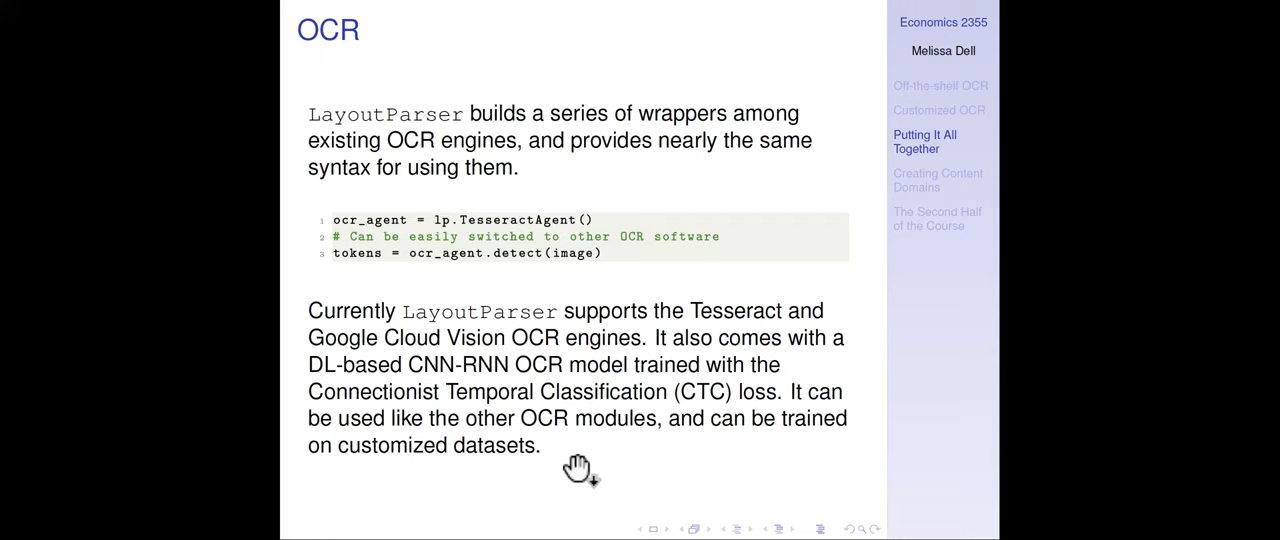 OCR
LayoutParser builds a series of wrappers among
existing OCR engines, and provides nearly the same
syntax for using them.
1 ocr_agent = lp.TesseractAgent()
2 # Can be easily switched to other OCR software
3 tokens = ocr_agent.detect(image)
Currently LayoutParser supports the Tesseract and
Google Cloud Vision OCR engines. It also comes with a
DL-based CNN-RNN OCR model trained with the
Connectionist Temporal Classification (CTC) loss. It can
be used like the other OCR modules, and can be trained
on customized datasets.
Economics 2355
Melissa Dell
Off-the-shelf OCR
Customized OCR
Putting It All
Together
Creating Content
Domains
The Second Half
of the Course